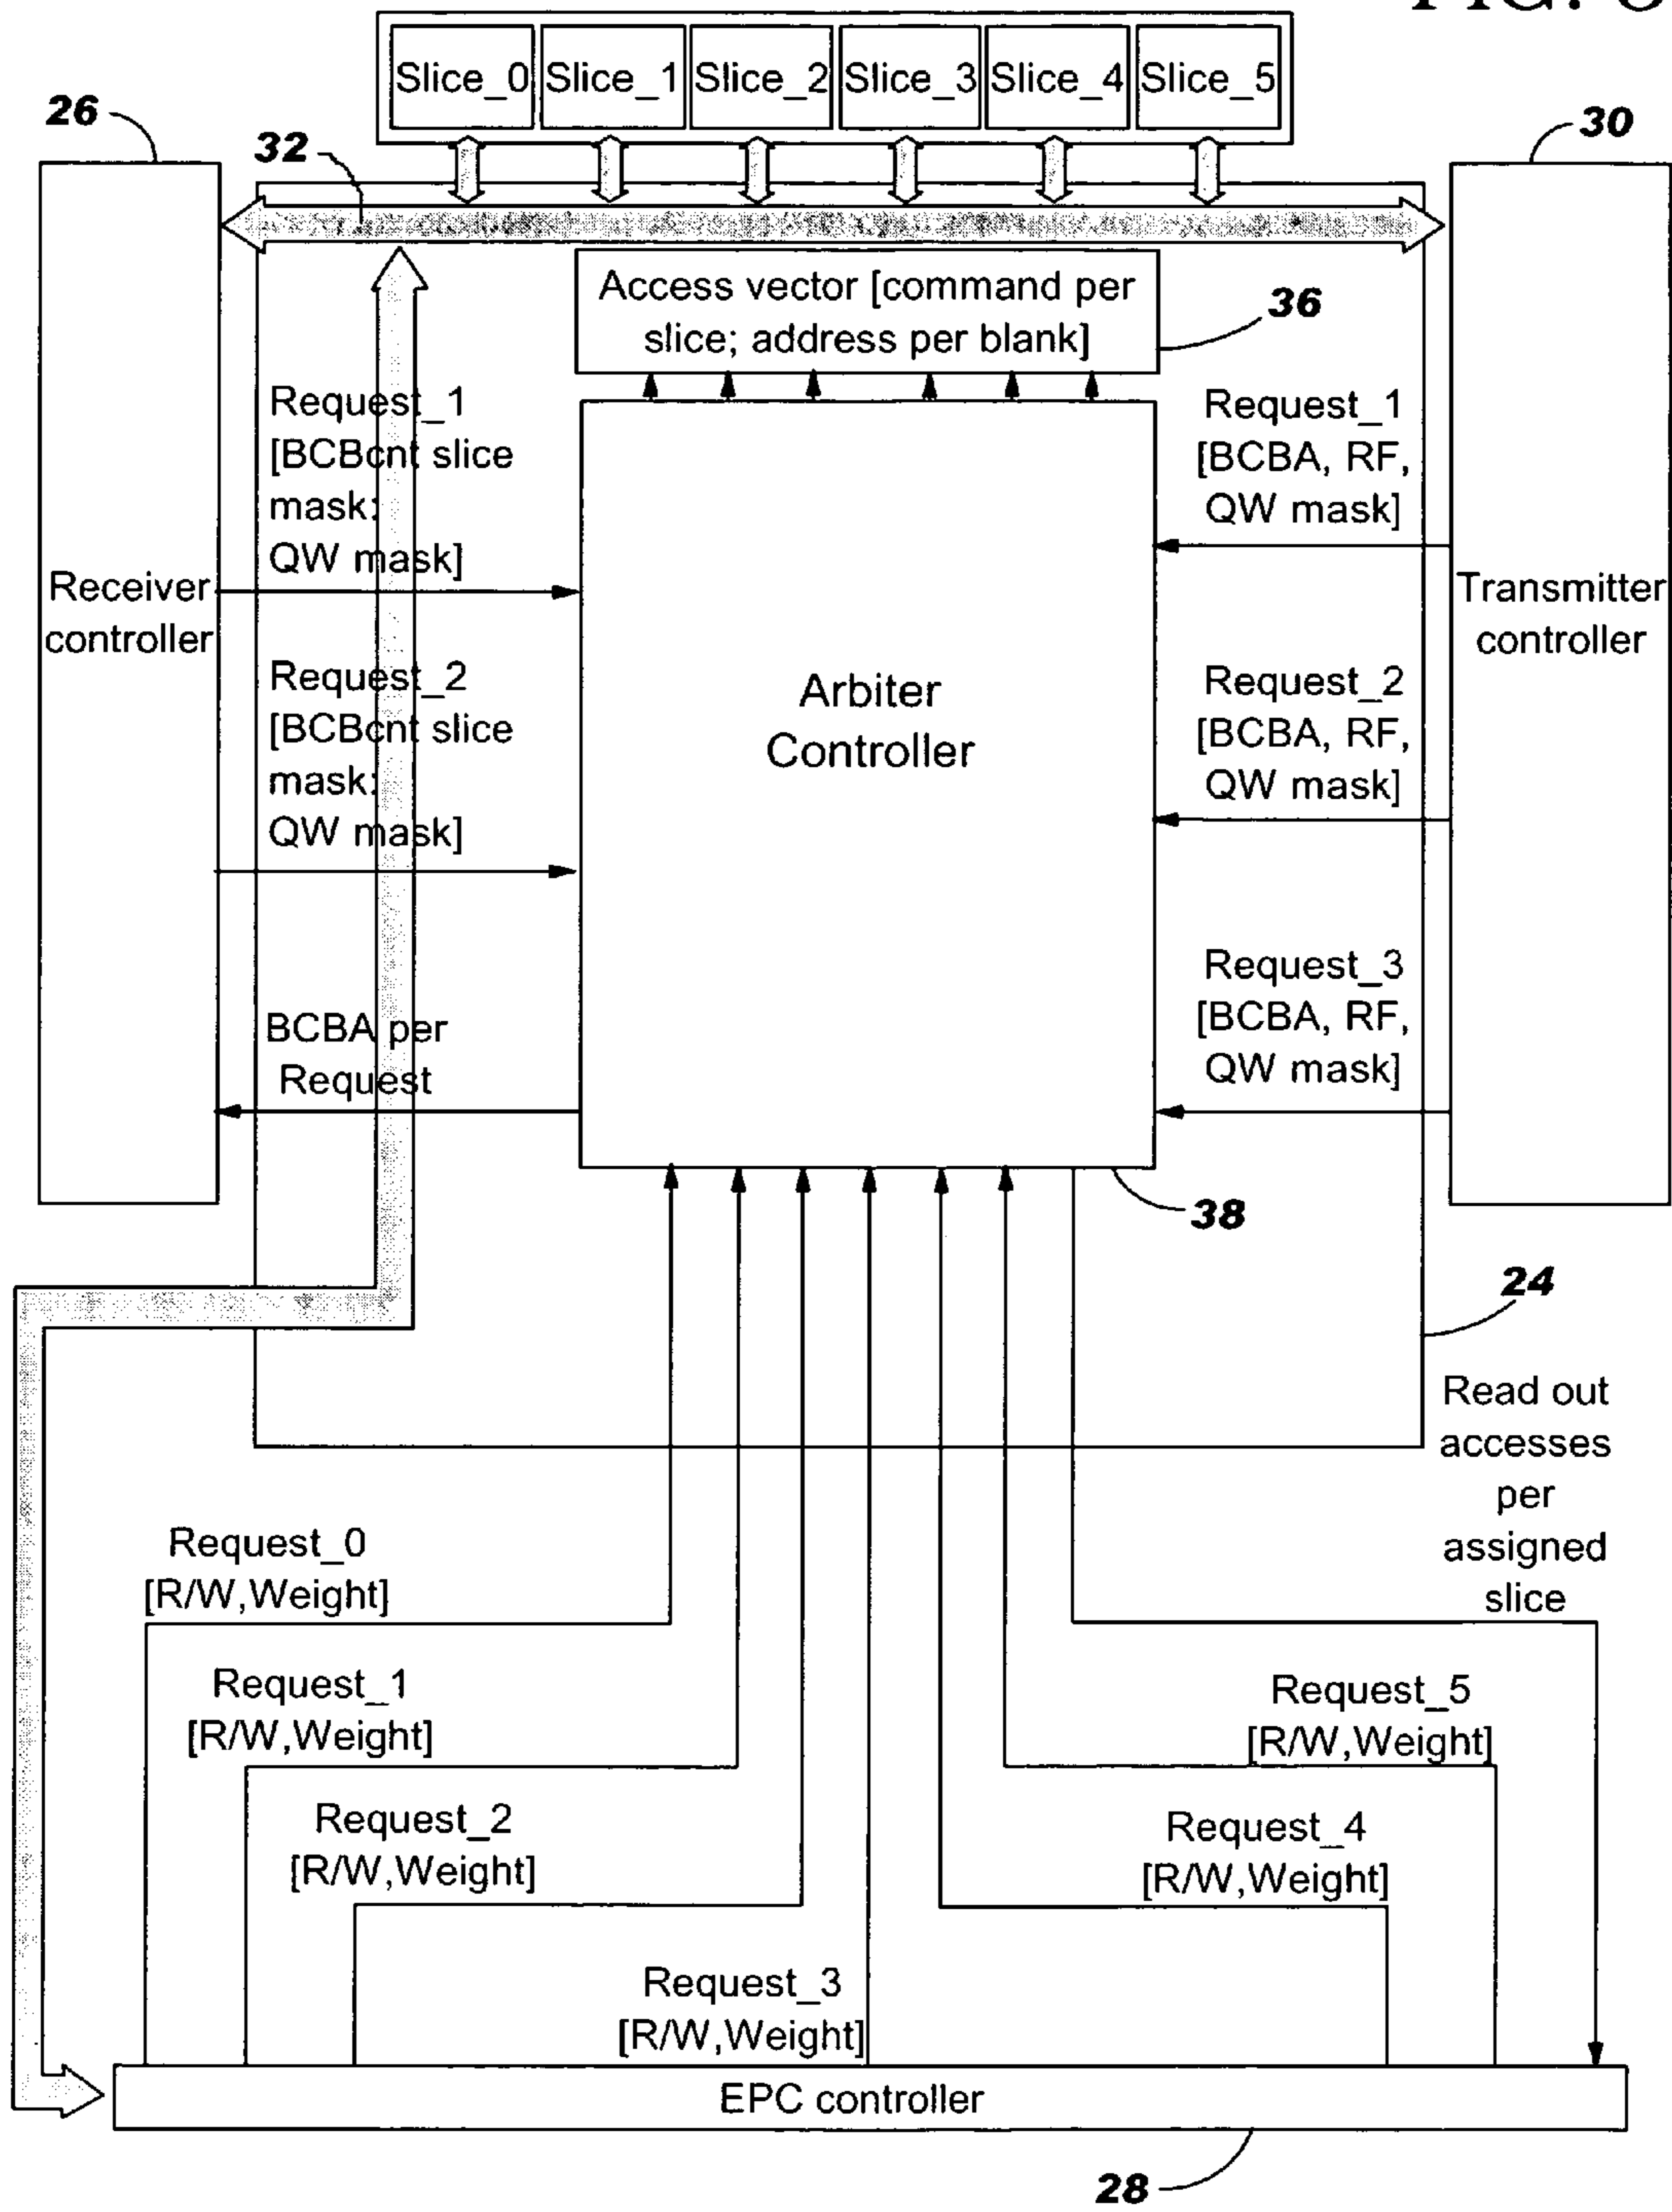 Slice_0 Slice_1 Slice_2 Slice_3 Slice_4 Slice_5
26
32
30
Access vector [command per
slice; address per blank]
36
Request_1
[BCBcnt slice
mask:
QW mask]
Request_1
[BCBA, RF,
QW mask]
Receiver
controller
Transmitter
controller
Arbiter
Controller
Request_2
[BCBcnt slice
mask:
QW mask]
Request_2
[BCBA, RF,
QW mask]
BCBA per
Request
Request_3
[BCBA, RF,
QW mask]
38
24
Read out
accesses
per
assigned
slice
Request_0
[R/W,Weight]
Request_1
[R/W,Weight]
Request_2
[R/W,Weight]
Request_3
[R/W,Weight]
Request_5
[R/W,Weight]
Request_4
[R/W,Weight]
EPC controller
28